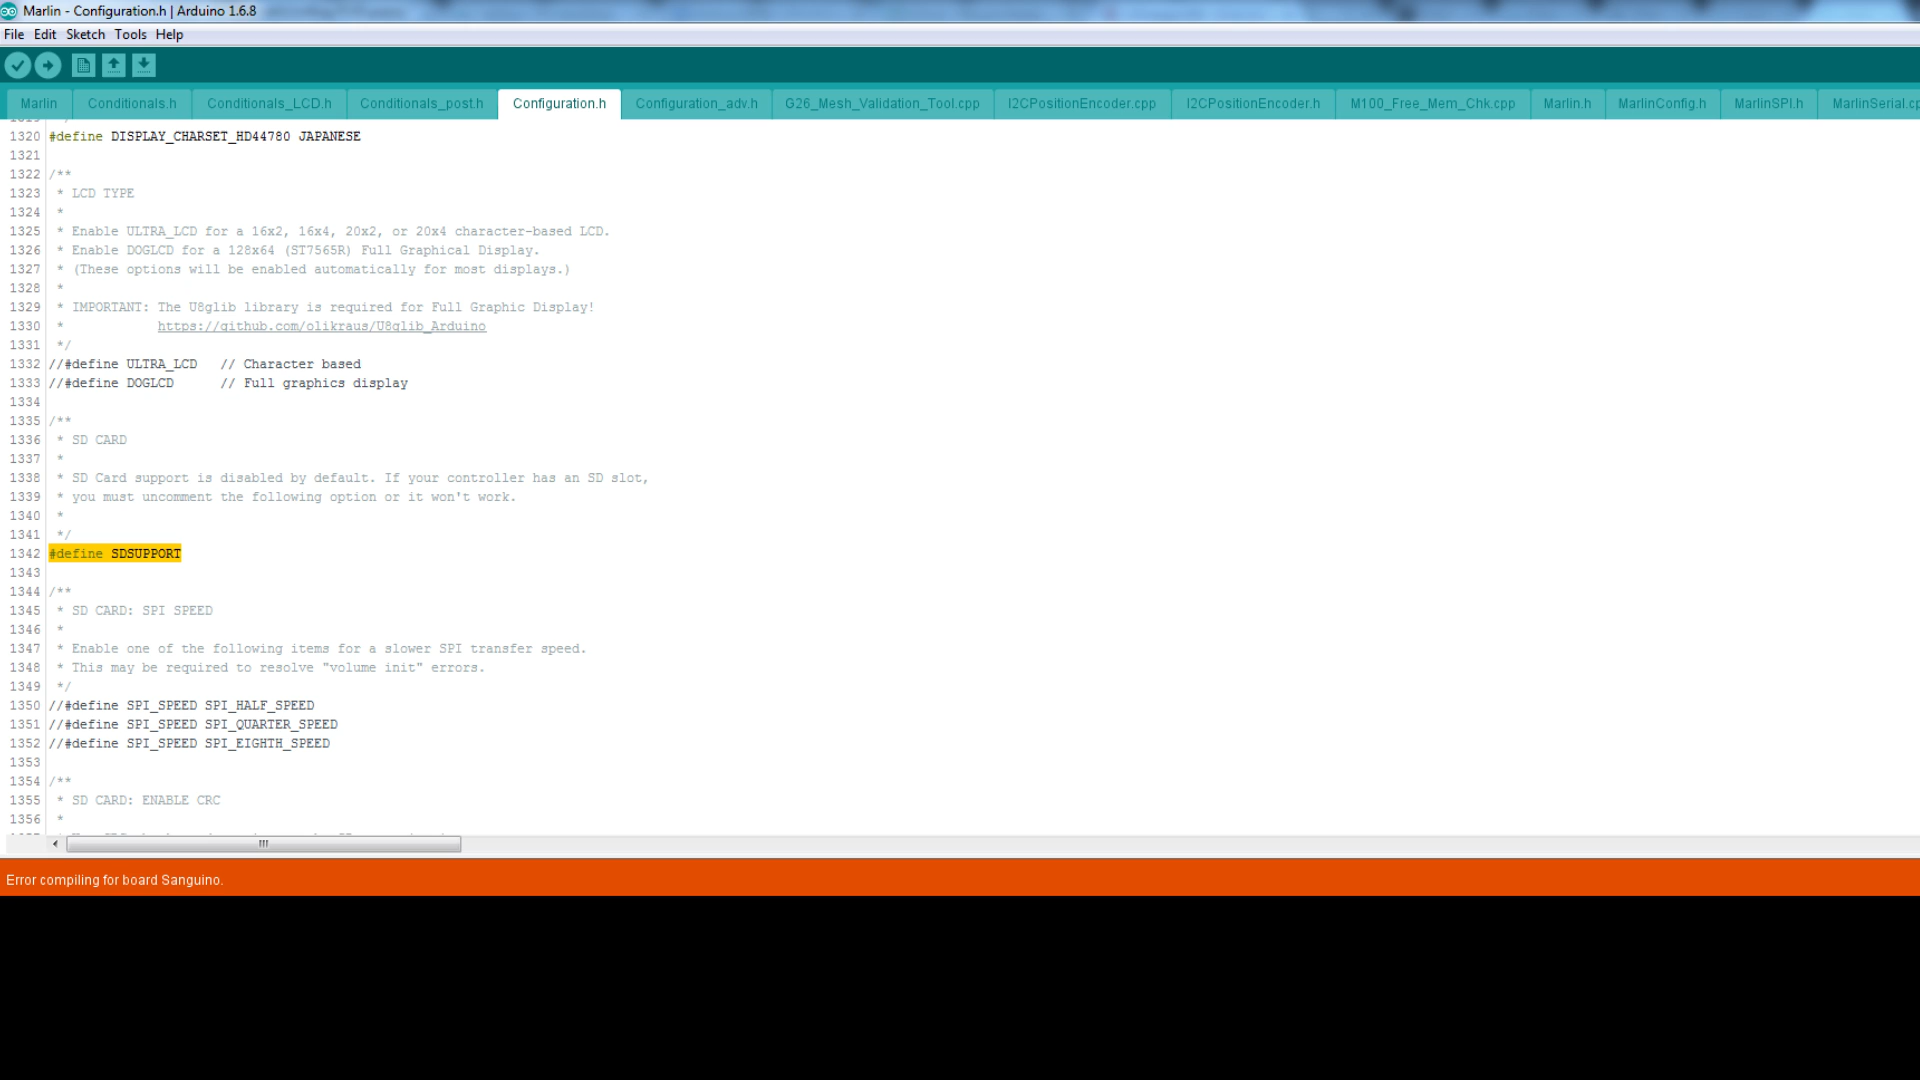 Marlin - Configuration.h | Arduino 1.6.8
File Edit Sketch Tools Help
Marlin Conditionals.h Conditionals_LCD.h Conditionals_post.h Configuration.h Configuration_adv.h G26_Mesh_Validation_Tool.cpp I2CPositionEncoder.cpp I2CPositionEncoder.h M100_Free_Mem_Chk.cpp Marlin.h MarlinConfig.h MarlinSPI.h MarlinSerial.cp
1320 #define DISPLAY_CHARSET_HD44780 JAPANESE
1321
1322 /**
1323 * LCD TYPE
1324 *
1325 * Enable ULTRA_LCD for a 16x2, 16x4, 20x2, or 20x4 character-based LCD.
1326 * Enable DOGLCD for a 128x64 (ST7565R) Full Graphical Display.
1327 * (These options will be enabled automatically for most displays.)
1328 *
1329 * IMPORTANT: The U8glib library is required for Full Graphic Display!
1330 * https://github.com/olikraus/U8glib_Arduino
1331 */
1332 //#define ULTRA_LCD // Character based
1333 //#define DOGLCD // Full graphics display
1334
1335 /**
1336 * SD CARD
1337 *
1338 * SD Card support is disabled by default. If your controller has an SD slot,
1339 * you must uncomment the following option or it won't work.
1340 *
1341 */
1342 #define SDSUPPORT
1343
1344 /**
1345 * SD CARD: SPI SPEED
1346 *
1347 * Enable one of the following items for a slower SPI transfer speed.
1348 * This may be required to resolve "volume init" errors.
1349 */
1350 //#define SPI_SPEED SPI_HALF_SPEED
1351 //#define SPI_SPEED SPI_QUARTER_SPEED
1352 //#define SPI_SPEED SPI_EIGHTH_SPEED
1353
1354 /**
1355 * SD CARD: ENABLE CRC
1356 *
Error compiling for board Sanguino.